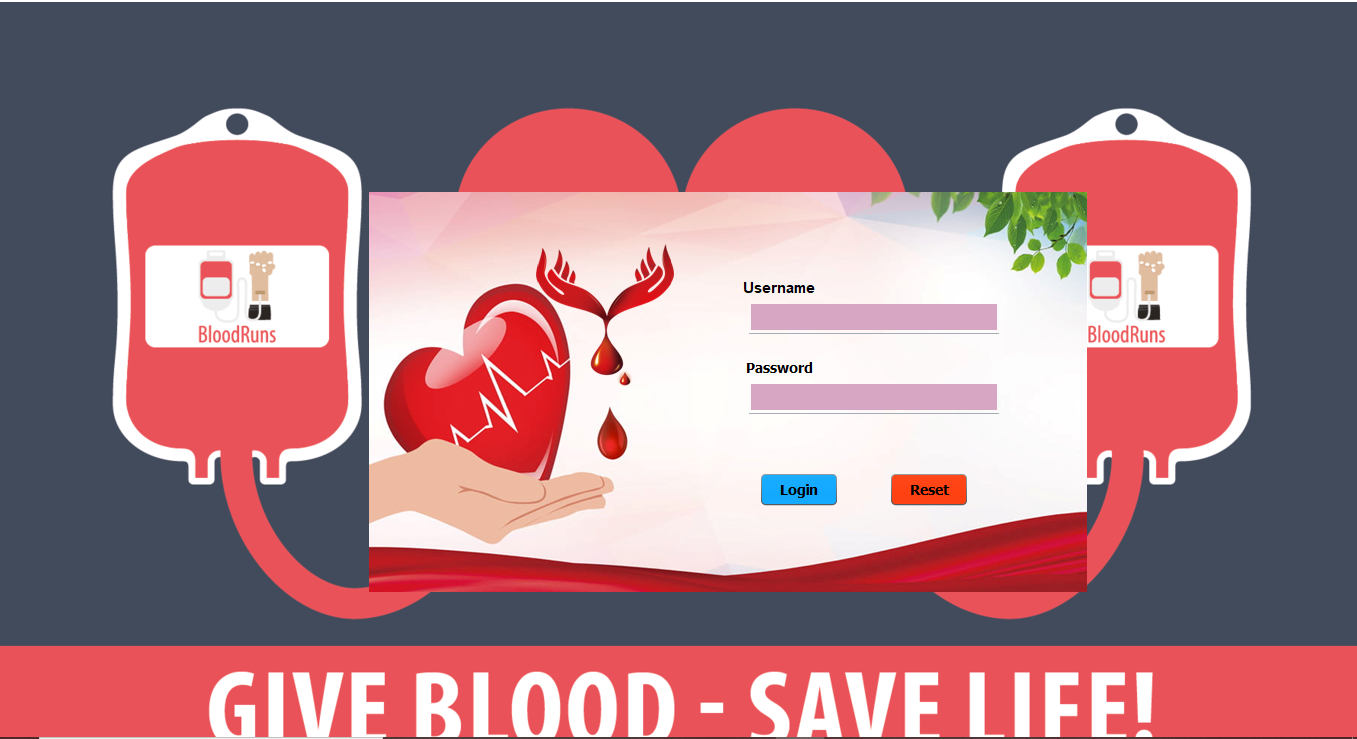 BloodRuns
BloodRuns
Username
Password
Login
Reset
GIVE BLOOD - SAVE LIFE!